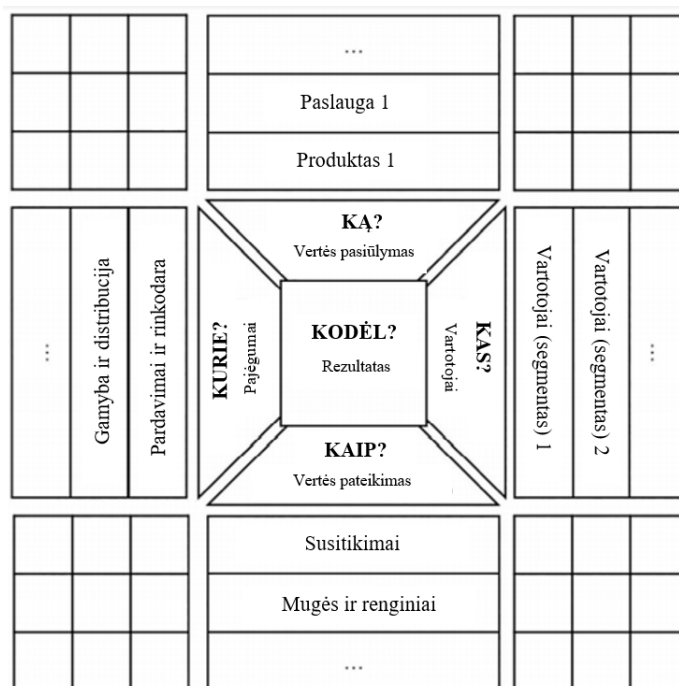 ...
Paslauga 1
Produktas 1
KĄ?
Vertės pasiūlymas
...
Gamyba ir distribucija
Pardavimai ir rinkodara
KURIE?
Pajėgumai
KODĖL?
Rezultatas
KAS?
Vartotojai
Vartotojai (segmentas) 1
Vartotojai (segmentas) 2
...
KAIP?
Vertės pateikimas
Susitikimai
Mugės ir renginiai
...